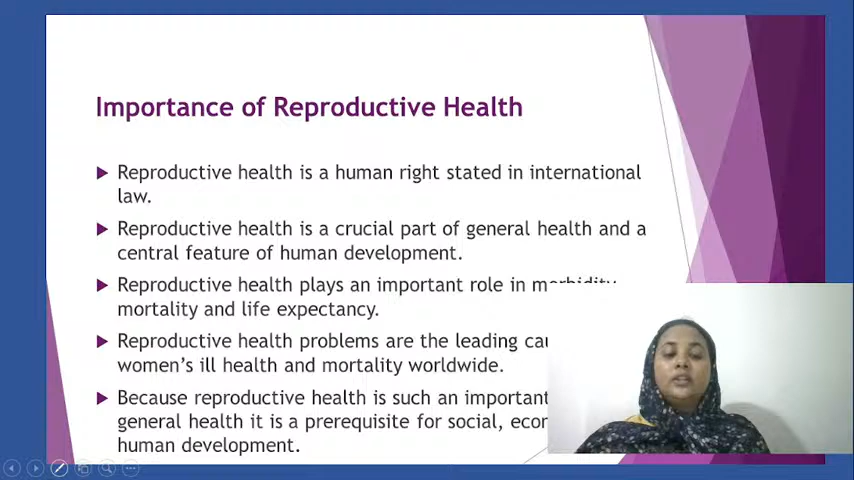 Importance of Reproductive Health
Reproductive health is a human right stated in international
law.
Reproductive health is a crucial part of general health and a
central feature of human development.
Reproductive health plays an important role in morbidity
mortality and life expectancy.
Reproductive health problems are the leading
women's ill health and mortality worldwide.
Because reproductive health is such an important
general health it is a prerequisite for social,
human development.